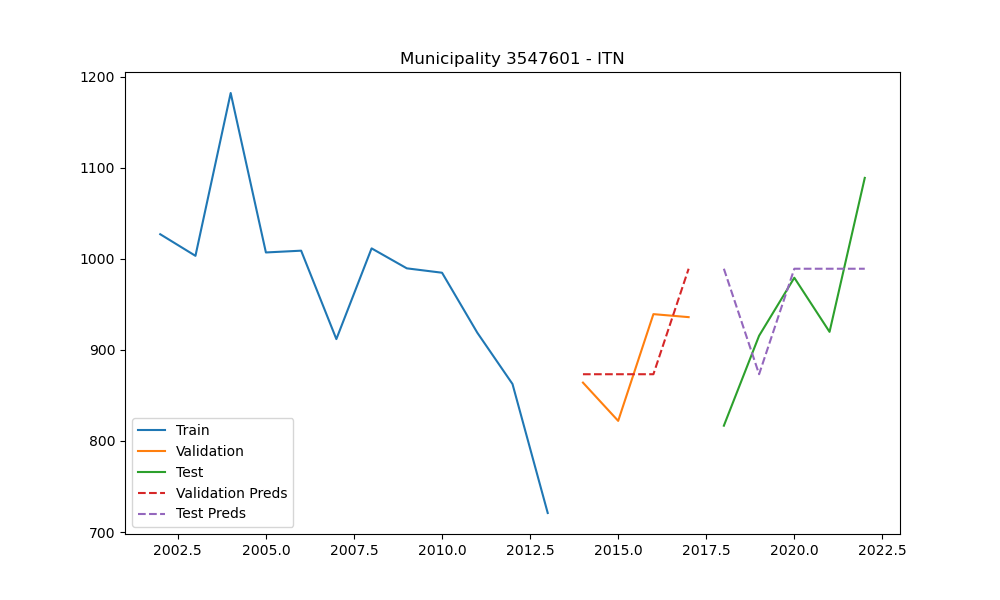 Municipality 3547601 - ITN
1200
1100
1000
900
800
700
Train
Validation
Test
Validation Preds
Test Preds
2002.5 2005.0 2007.5 2010.0 2012.5 2015.0 2017.5 2020.0 2022.5